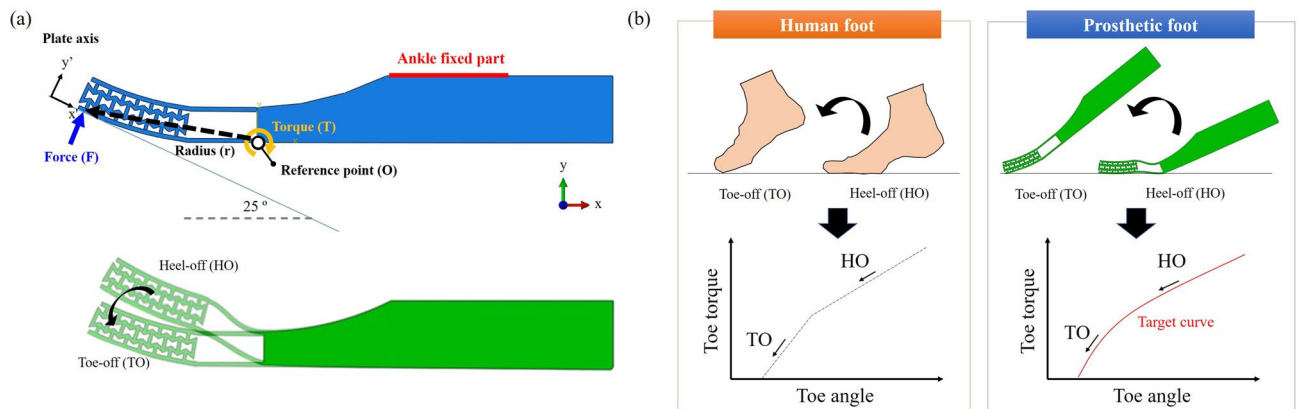 (a)
Plate axis
y'
x'
Ankle fixed part
Torque (T)
Radius (r)
Force (F)
Reference point (O)
25 º
y
x
Heel-off (HO)
Toe-off (TO)
(b)
Human foot
Toe-off (TO)
Heel-off (HO)
Toe torque
HO
TO
Toe angle
Prosthetic foot
Toe-off (TO)
Heel-off (HO)
Toe torque
HO
TO
Target curve
Toe angle